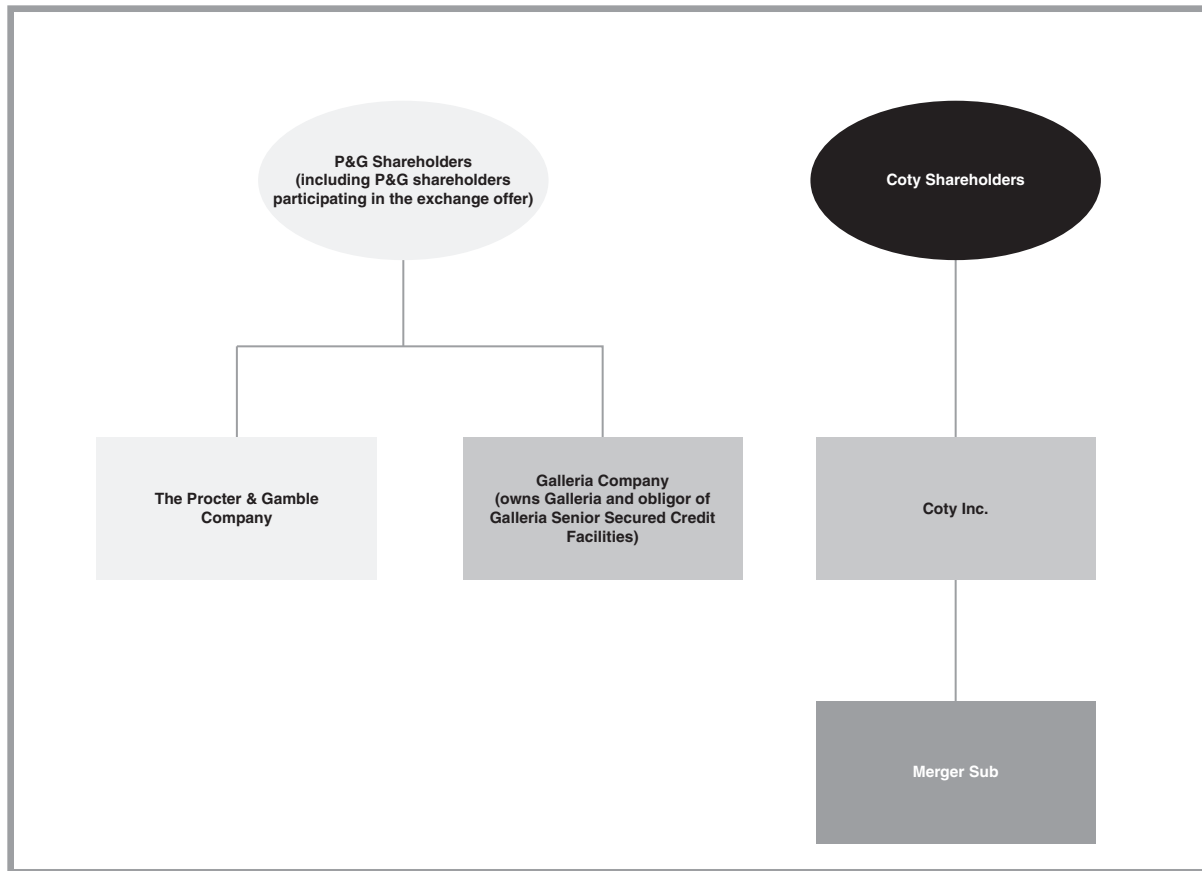 P&G Shareholders
(including P&G shareholders
participating in the exchange offer)
Coty Shareholders
The Procter & Gamble
Company
Galleria Company
(owns Galleria and obligor of
Galleria Senior Secured Credit
Facilities)
Coty Inc.
Merger Sub